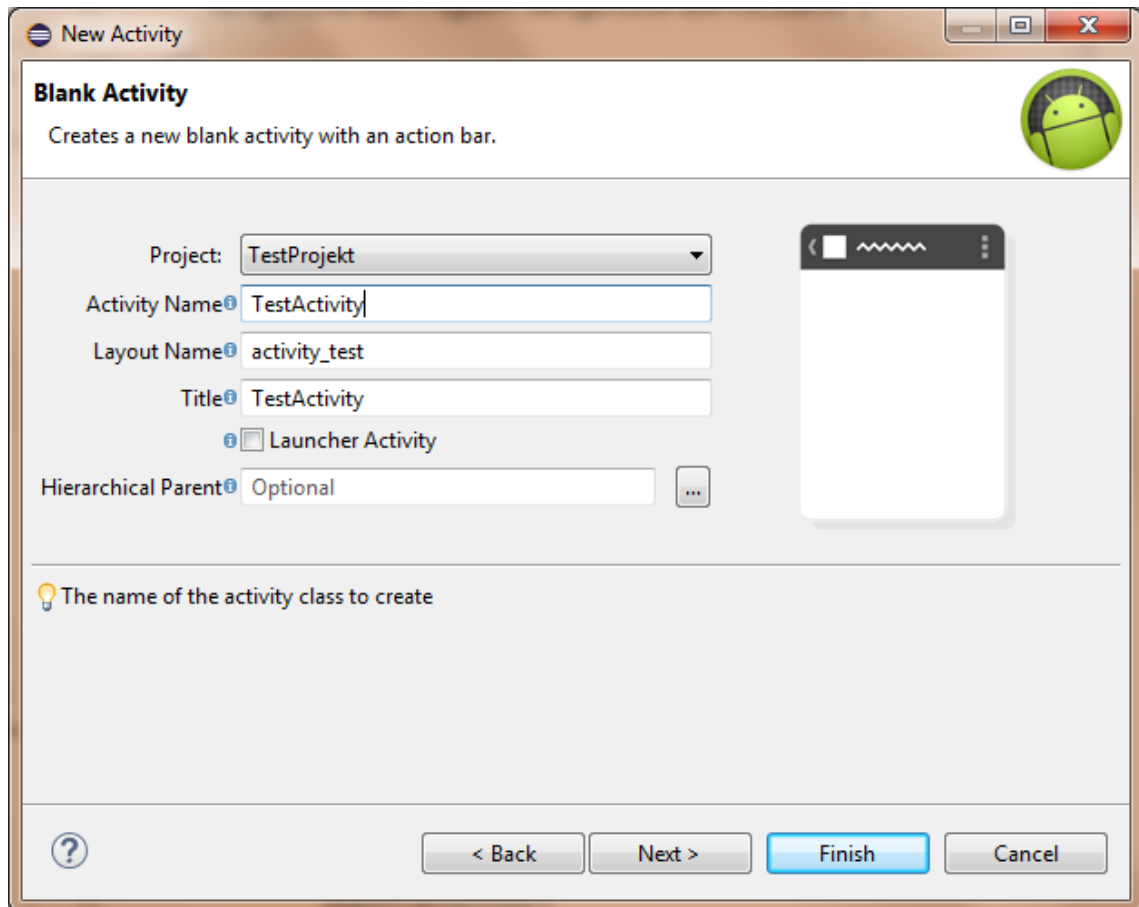 New Activity
Blank Activity
Creates a new blank activity with an action bar.
Project: TestProjekt
Activity Name TestActivity
Layout Name activity_test
Title TestActivity
Launcher Activity
Hierarchical Parent Optional ...
The name of the activity class to create
< Back Next > Finish Cancel